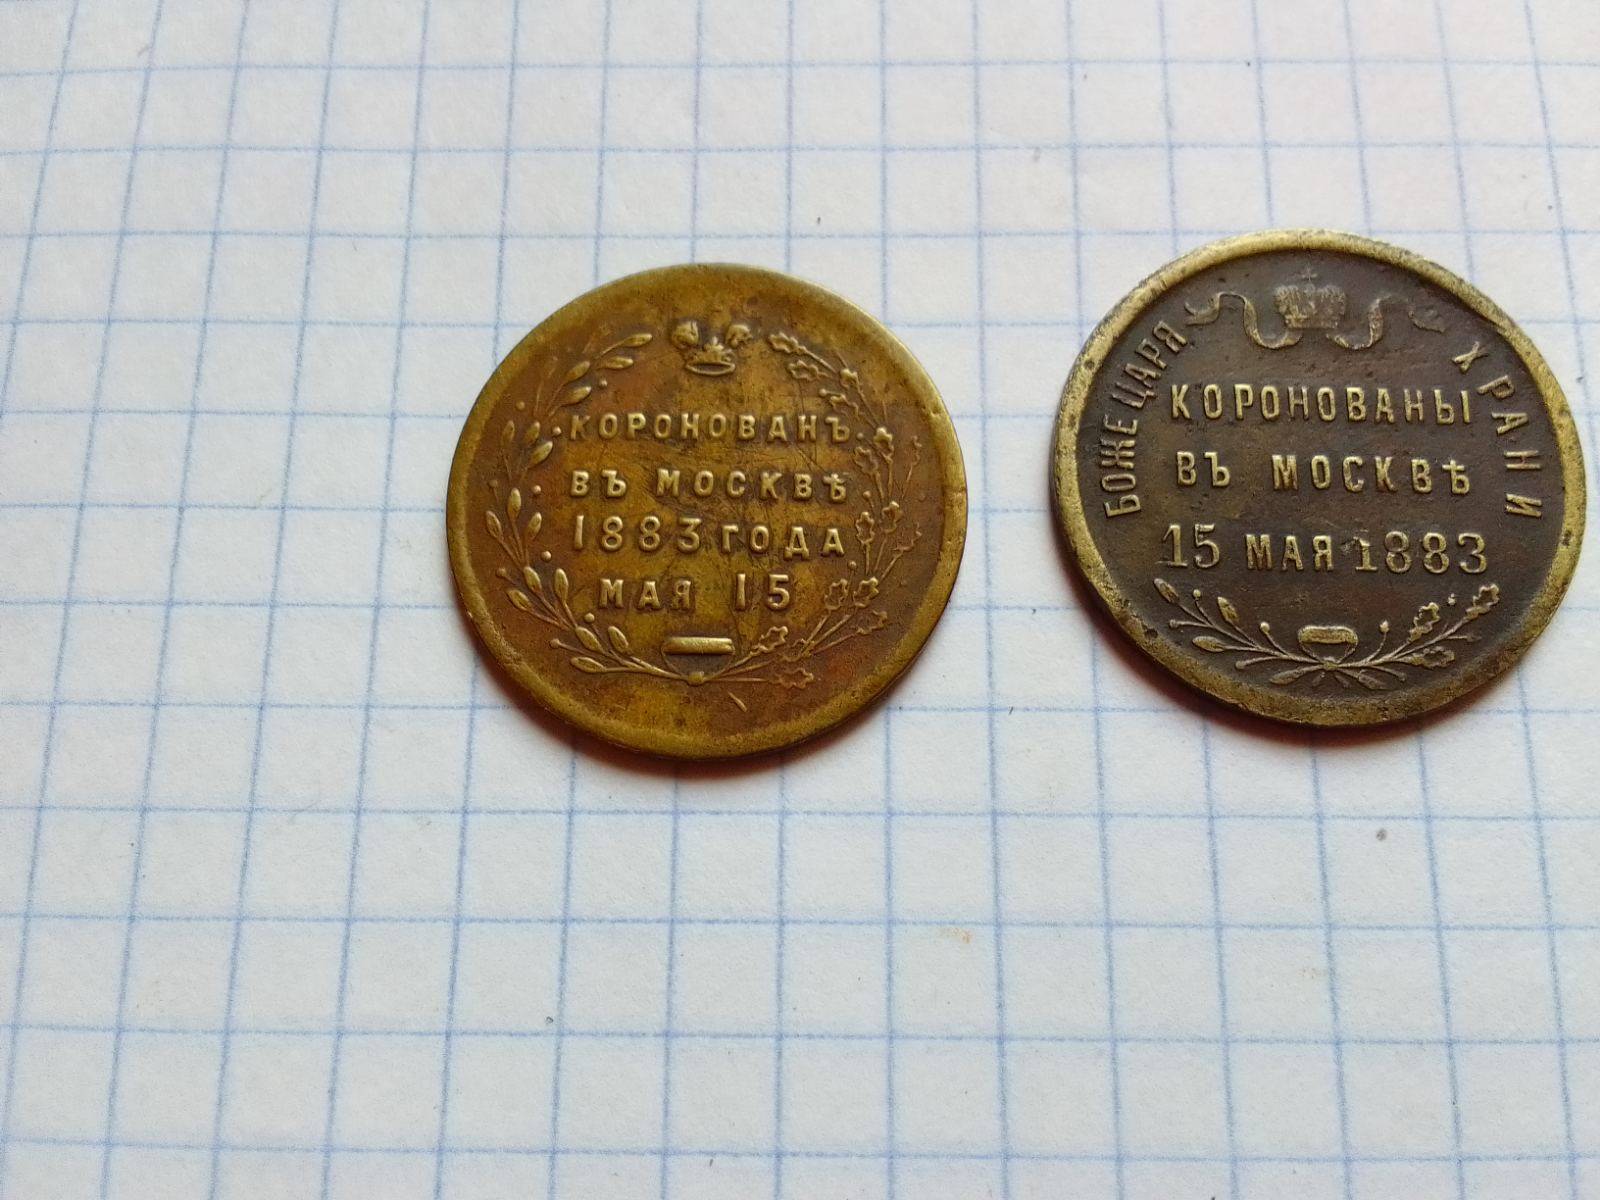 КОРОНОВАНЪ
ВЪ МОСКВѢ
1883 ГОДА
МАЯ 15
БОЖЕ ЦАРЯ ХРАНИ
КОРОНОВАНЫ
ВЪ МОСКВѢ
15 МАЯ 1883